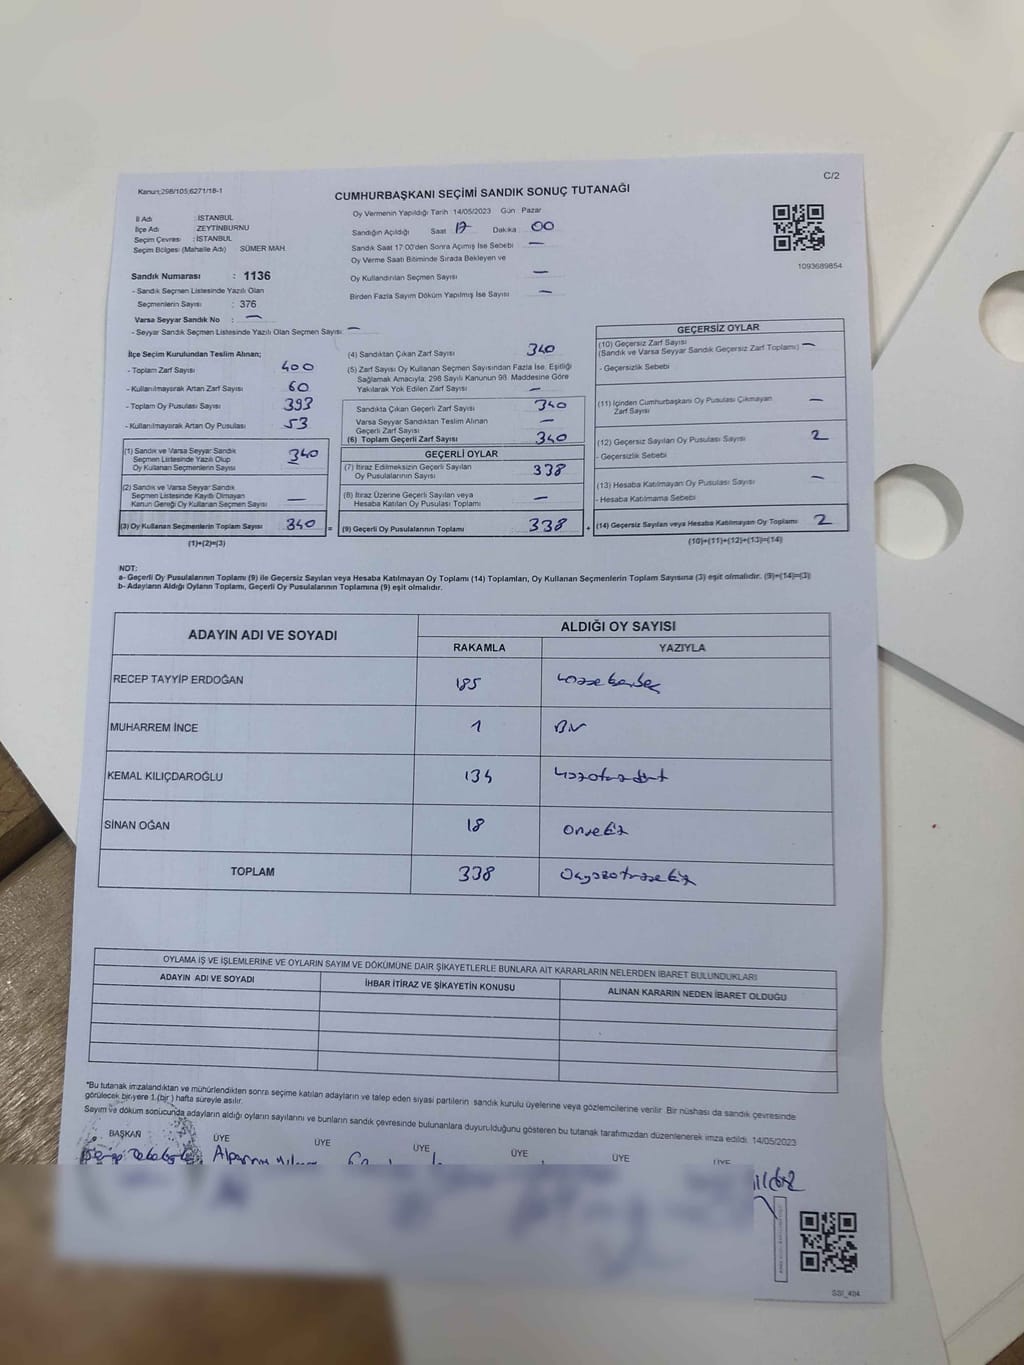 C/2
Kanun;298/105,6271/18-1
CUMHURBAŞKANI SEÇİMİ SANDIK SONUÇ TUTANAĞI
1093689854
İl Adı : İSTANBUL
İlçe Adı : ZEYTİNBURNU
Seçim Çevresi : İSTANBUL
Seçim Bölgesi (Mahalle Adı) SÜMER MAH.
Oy Vermenin Yapıldığı Tarih 14/05/2023 Gün Pazar
Sandığın Açıldığı Saat 17 Dakika 00
Sandık Saat 17:00'den Sonra Açımış İse Sebebi —
Oy Verme Saati Bitiminde Sırada Bekleyen ve
Oy Kullandırılan Seçmen Sayısı —
Birden Fazla Sayım Döküm Yapılmış İse Sayısı —
Sandık Numarası : 1136
- Sandık Seçmen Listesinde Yazılı Olan
Seçmenlerin Sayısı : 376
Varsa Seyyar Sandık No : —
- Seyyar Sandık Seçmen Listesinde Yazılı Olan Seçmen Sayısı —
İlçe Seçim Kurulundan Teslim Alınan;
- Toplam Zarf Sayısı 400
- Kullanılmayarak Artan Zarf Sayısı 60
- Toplam Oy Pusulası Sayısı 393
- Kullanılmayarak Artan Oy Pusulası 53
(1) Sandık ve Varsa Seyyar Sandık
Seçmen Listesinde Yazılı Olup
Oy Kullanan Seçmenlerin Sayısı 340
(2) Sandık ve Varsa Seyyar Sandık
Seçmen Listesinde Kayıtlı Olmayan
Kanun Gereği Oy Kullanan Seçmen Sayısı —
(3) Oy Kullanan Seçmenlerin Toplam Sayısı 340
(1)+(2)=(3)
(4) Sandıktan Çıkan Zarf Sayısı 340
(5) Zarf Sayısı Oy Kullanan Seçmen Sayısından Fazla İse, Eşitliği
Sağlamak Amacıyla; 298 Sayılı Kanunun 98. Maddesine Göre
Yakılarak Yok Edilen Zarf Sayısı —
Sandıkta Çıkan Geçerli Zarf Sayısı 340
Varsa Seyyar Sandıktan Teslim Alınan
Geçerli Zarf Sayısı —
(6) Toplam Geçerli Zarf Sayısı 340
GEÇERLİ OYLAR
(7) İtiraz Edilmeksizin Geçerli Sayılan
Oy Pusulalarının Sayısı 338
(8) İtiraz Üzerine Geçerli Sayılan veya
Hesaba Katılan Oy Pusulası Toplamı —
= (9) Geçerli Oy Pusulalarının Toplamı 338
GEÇERSİZ OYLAR
(10) Geçersiz Zarf Sayısı
(Sandık ve Varsa Seyyar Sandık Geçersiz Zarf Toplamı) —
- Geçersizlik Sebebi
(11) İçinden Cumhurbaşkanı Oy Pusulası Çıkmayan
Zarf Sayısı —
(12) Geçersiz Sayılan Oy Pusulası Sayısı 2
- Geçersizlik Sebebi
(13) Hesaba Katılmayan Oy Pusulası Sayısı —
- Hesaba Katılmama Sebebi
+ (14) Geçersiz Sayılan veya Hesaba Katılmayan Oy Toplamı 2
(10)+(11)+(12)+(13)=(14)
NOT:
a- Geçerli Oy Pusulalarının Toplamı (9) ile Geçersiz Sayılan veya Hesaba Katılmayan Oy Toplamı (14) Toplamları, Oy Kullanan Seçmenlerin Toplam Sayısına (3) eşit olmalıdır. (9)+(14)=(3)
b- Adayların Aldığı Oyların Toplamı, Geçerli Oy Pusulalarının Toplamına (9) eşit olmalıdır.
ADAYIN ADI VE SOYADI ALDIĞI OY SAYISI
RAKAMLA YAZIYLA
RECEP TAYYİP ERDOĞAN 185 yüzseksenbeş
MUHARREM İNCE 1 Bir
KEMAL KILIÇDAROĞLU 134 yüzotuzdört
SİNAN OĞAN 18 onsekiz
TOPLAM 338 üçyüzotuzsekiz
OYLAMA İŞ VE İŞLEMLERİNE VE OYLARIN SAYIM VE DÖKÜMÜNE DAİR ŞİKAYETLERLE BUNLARA AİT KARARLARIN NELERDEN İBARET BULUNDUKLARI
ADAYIN ADI VE SOYADI İHBAR İTİRAZ VE ŞİKAYETİN KONUSU ALINAN KARARIN NEDEN İBARET OLDUĞU
*Bu tutanak imzalandıktan ve mühürlendikten sonra seçime katılan adayların ve talep eden siyasi partilerin sandık kurulu üyelerine veya gözlemcilerine verilir. Bir nüshası da sandık çevresinde
görülecek bir yere 1 (bir ) hafta süreyle asılır.
Sayım ve döküm sonucunda adayların aldığı oyların sayılarını ve bunların sandık çevresinde bulunanlara duyurulduğunu gösteren bu tutanak tarafımızdan düzenlenerek imza edildi. 14/05/2023
BAŞKAN ÜYE ÜYE ÜYE ÜYE ÜYE ÜYE
SSI_404